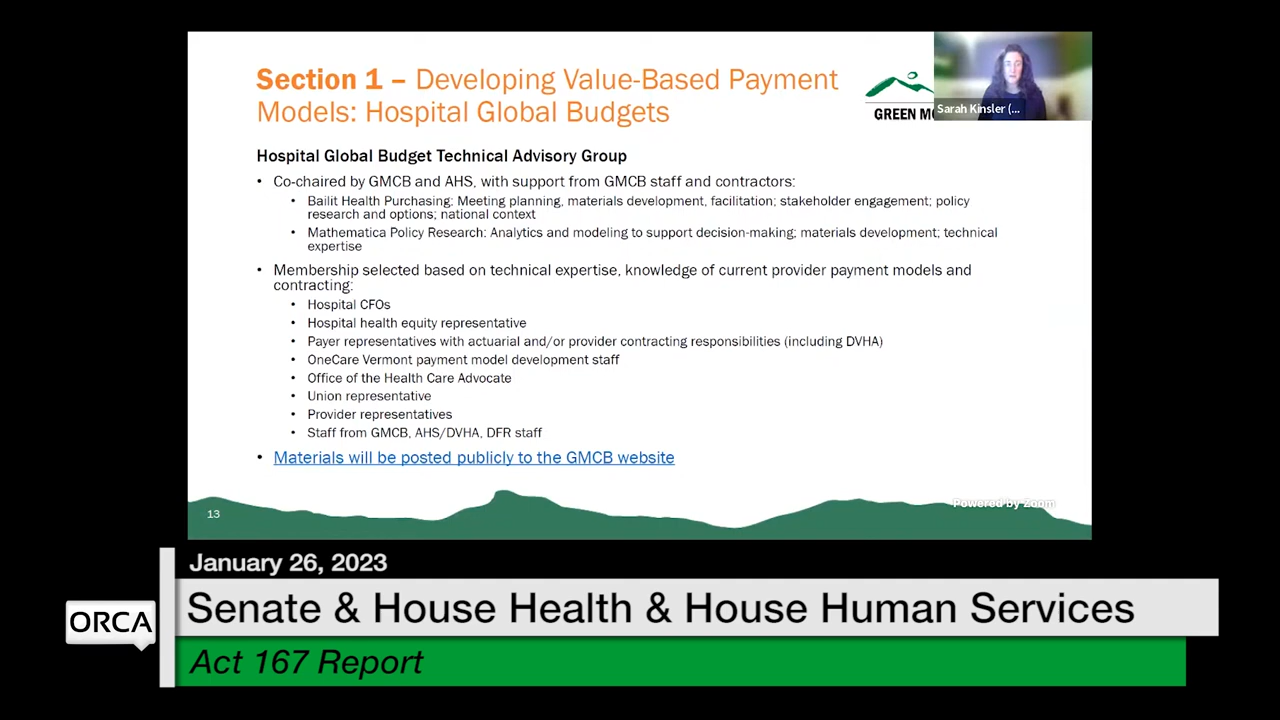 Section 1 – Developing Value-Based Payment
Models: Hospital Global Budgets
GREEN MO
Sarah Kinsler (...
Hospital Global Budget Technical Advisory Group
• Co-chaired by GMCB and AHS, with support from GMCB staff and contractors:
• Bailit Health Purchasing: Meeting planning, materials development, facilitation; stakeholder engagement; policy
research and options; national context
• Mathematica Policy Research: Analytics and modeling to support decision-making; materials development; technical
expertise
• Membership selected based on technical expertise, knowledge of current provider payment models and
contracting:
• Hospital CFOs
• Hospital health equity representative
• Payer representatives with actuarial and/or provider contracting responsibilities (including DVHA)
• OneCare Vermont payment model development staff
• Office of the Health Care Advocate
• Union representative
• Provider representatives
• Staff from GMCB, AHS/DVHA, DFR staff
• Materials will be posted publicly to the GMCB website
Powered by Zoom
13
January 26, 2023
ORCA
Senate & House Health & House Human Services
Act 167 Report